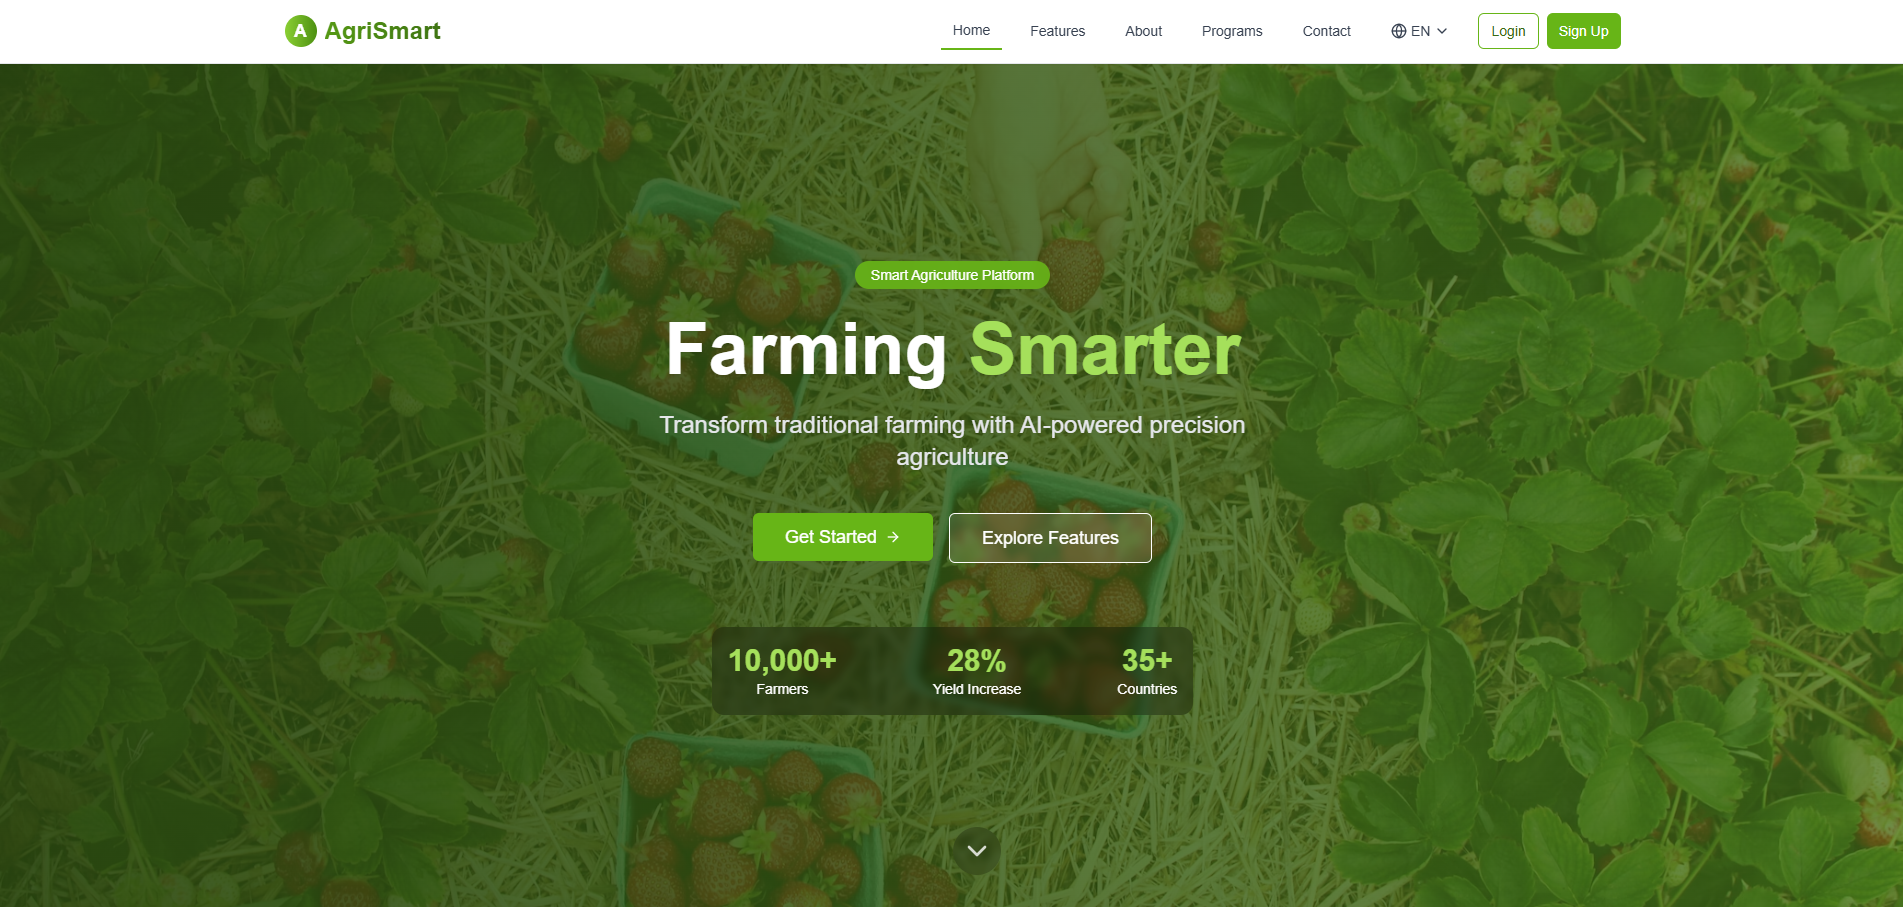 A AgriSmart
Home Features About Programs Contact EN Login Sign Up
Smart Agriculture Platform
Farming Smarter
Transform traditional farming with AI-powered precision
agriculture
Get Started → Explore Features
10,000+ 28% 35+
Farmers Yield Increase Countries